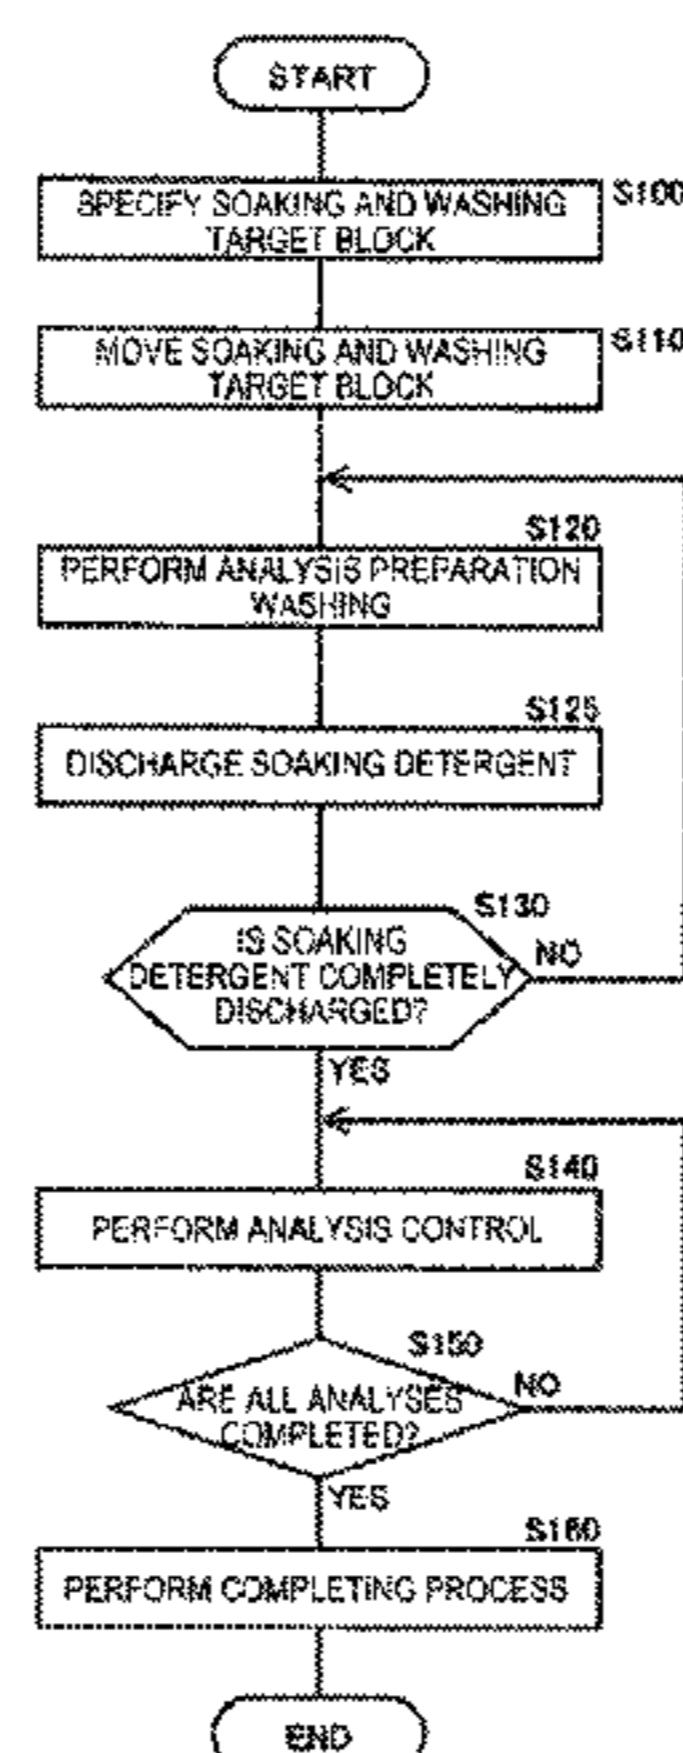 START
S100
SPECIFY SOAKING AND WASHING
TARGET BLOCK
S110
MOVE SOAKING AND WASHING
TARGET BLOCK
S120
PERFORM ANALYSIS PREPARATION
WASHING
S125
DISCHARGE SOAKING DETERGENT
S130
IS SOAKING
DETERGENT COMPLETELY
DISCHARGED?
NO
YES
S140
PERFORM ANALYSIS CONTROL
S150
ARE ALL ANALYSES
COMPLETED?
NO
YES
S160
PERFORM COMPLETING PROCESS
END